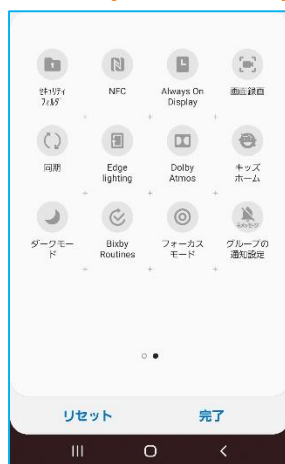 ｾｷｭﾘﾃｨ
ﾌｫﾙﾀﾞ
NFC
Always On
Display
画面録画
同期
Edge
lighting
Dolby
Atmos
キッズ
ホーム
ダークモー
ド
Bixby
Routines
フォーカス
モード
グループの
通知設定
リセット
完了